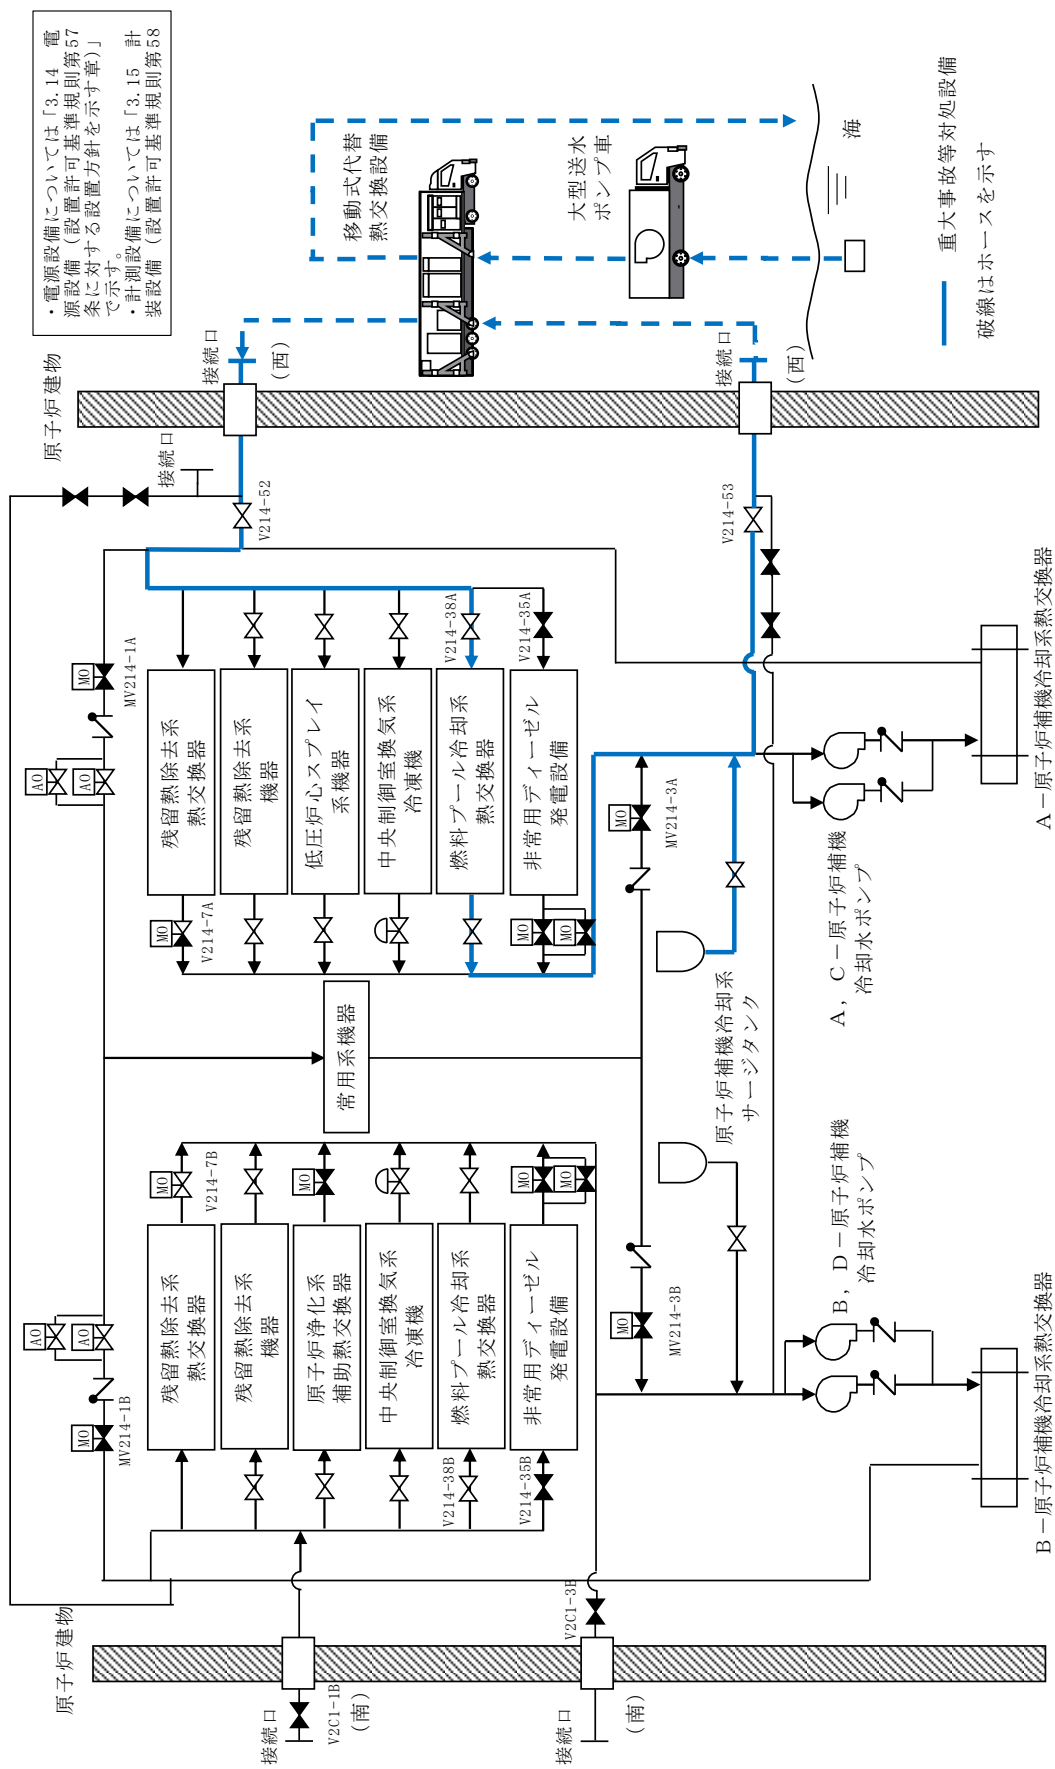 ・電源設備については「3.14　電
源設備（設置許可基準規則第57
条に対する設置方針を示す章）」
で示す。
・計測設備については「3.15　計
装設備（設置許可基準規則第58
移動式代替
熱交換設備
大型送水
ポンプ車
海
重大事故等対処設備
破線はホースを示す
原子炉建物
接続口
(西)
接続口
(西)
接続口
V214-52
V214-53
MO
MV214-1A
AO
AO
残留熱除去系
熱交換器
残留熱除去系
機器
低圧炉心スプレイ
系機器
中央制御室換気系
冷凍機
V214-38A
燃料プール冷却系
熱交換器
V214-35A
非常用ディーゼル
発電設備
MO
V214-7A
MO
MO
MO
MV214-3A
A－原子炉補機冷却系熱交換器
A，C－原子炉補機
冷却水ポンプ
常用系機器
原子炉補機冷却系
サージタンク
MO
V214-7B
MO
MO
MO
残留熱除去系
熱交換器
残留熱除去系
機器
原子炉浄化系
補助熱交換器
中央制御室換気系
冷凍機
燃料プール冷却系
熱交換器
非常用ディーゼル
発電設備
AO
AO
MO
MV214-1B
V214-38B
V214-35B
MO
MV214-3B
B，D－原子炉補機
冷却水ポンプ
B－原子炉補機冷却系熱交換器
原子炉建物
V2C1-3B
接続口
V2C1-1B
(南)
接続口
(南)